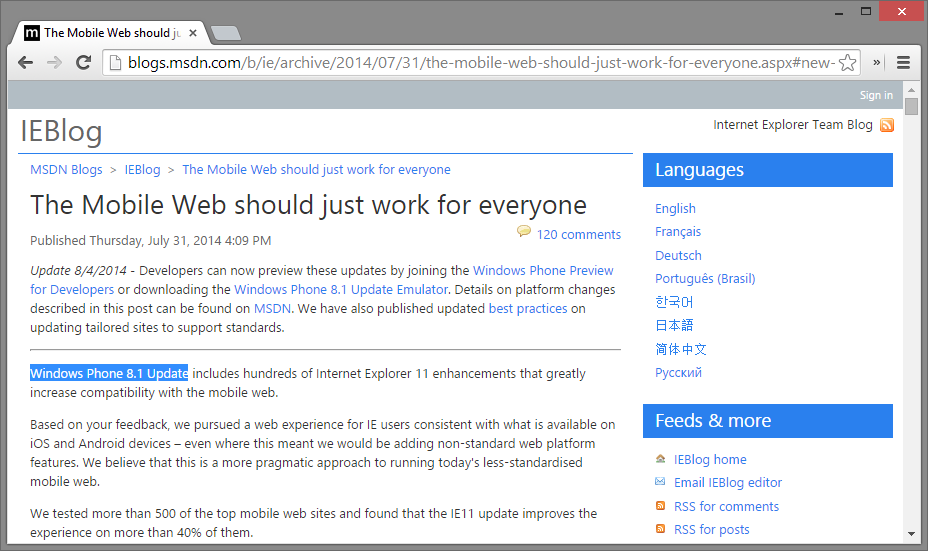 The Mobile Web should ju
blogs.msdn.com/b/ie/archive/2014/07/31/the-mobile-web-should-just-work-for-everyone.aspx#new-
Sign in
IEBlog
Internet Explorer Team Blog
MSDN Blogs > IEBlog > The Mobile Web should just work for everyone
The Mobile Web should just work for everyone
Published Thursday, July 31, 2014 4:09 PM
120 comments
Update 8/4/2014 - Developers can now preview these updates by joining the Windows Phone Preview
for Developers or downloading the Windows Phone 8.1 Update Emulator. Details on platform changes
described in this post can be found on MSDN. We have also published updated best practices on
updating tailored sites to support standards.
Windows Phone 8.1 Update includes hundreds of Internet Explorer 11 enhancements that greatly
increase compatibility with the mobile web.
Based on your feedback, we pursued a web experience for IE users consistent with what is available on
iOS and Android devices – even where this meant we would be adding non-standard web platform
features. We believe that this is a more pragmatic approach to running today's less-standardised
mobile web.
We tested more than 500 of the top mobile web sites and found that the IE11 update improves the
experience on more than 40% of them.
Languages
English
Français
Deutsch
Português (Brasil)
한국어
日本語
简体中文
Русский
Feeds & more
IEBlog home
Email IEBlog editor
RSS for comments
RSS for posts